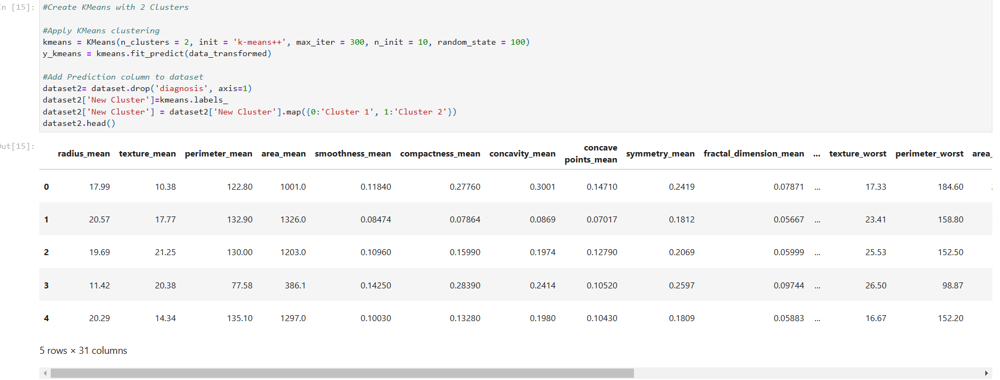 In [15]:
#Create KMeans with 2 Clusters
#Apply KMeans clustering
kmeans = KMeans(n_clusters = 2, init = 'k-means++', max_iter = 300, n_init = 10, random_state = 100)
y_kmeans = kmeans.fit_predict(data_transformed)
#Add Prediction column to dataset
dataset2= dataset.drop('diagnosis', axis=1)
dataset2['New Cluster']=kmeans.labels_
dataset2['New Cluster'] = dataset2['New Cluster'].map({0:'Cluster 1', 1:'Cluster 2'})
dataset2.head()
Out[15]:
radius_mean texture_mean perimeter_mean area_mean smoothness_mean compactness_mean concavity_mean concave points_mean symmetry_mean fractal_dimension_mean ... texture_worst perimeter_worst area_
0 17.99 10.38 122.80 1001.0 0.11840 0.27760 0.3001 0.14710 0.2419 0.07871 ... 17.33 184.60
1 20.57 17.77 132.90 1326.0 0.08474 0.07864 0.0869 0.07017 0.1812 0.05667 ... 23.41 158.80
2 19.69 21.25 130.00 1203.0 0.10960 0.15990 0.1974 0.12790 0.2069 0.05999 ... 25.53 152.50
3 11.42 20.38 77.58 386.1 0.14250 0.28390 0.2414 0.10520 0.2597 0.09744 ... 26.50 98.87
4 20.29 14.34 135.10 1297.0 0.10030 0.13280 0.1980 0.10430 0.1809 0.05883 ... 16.67 152.20
5 rows × 31 columns